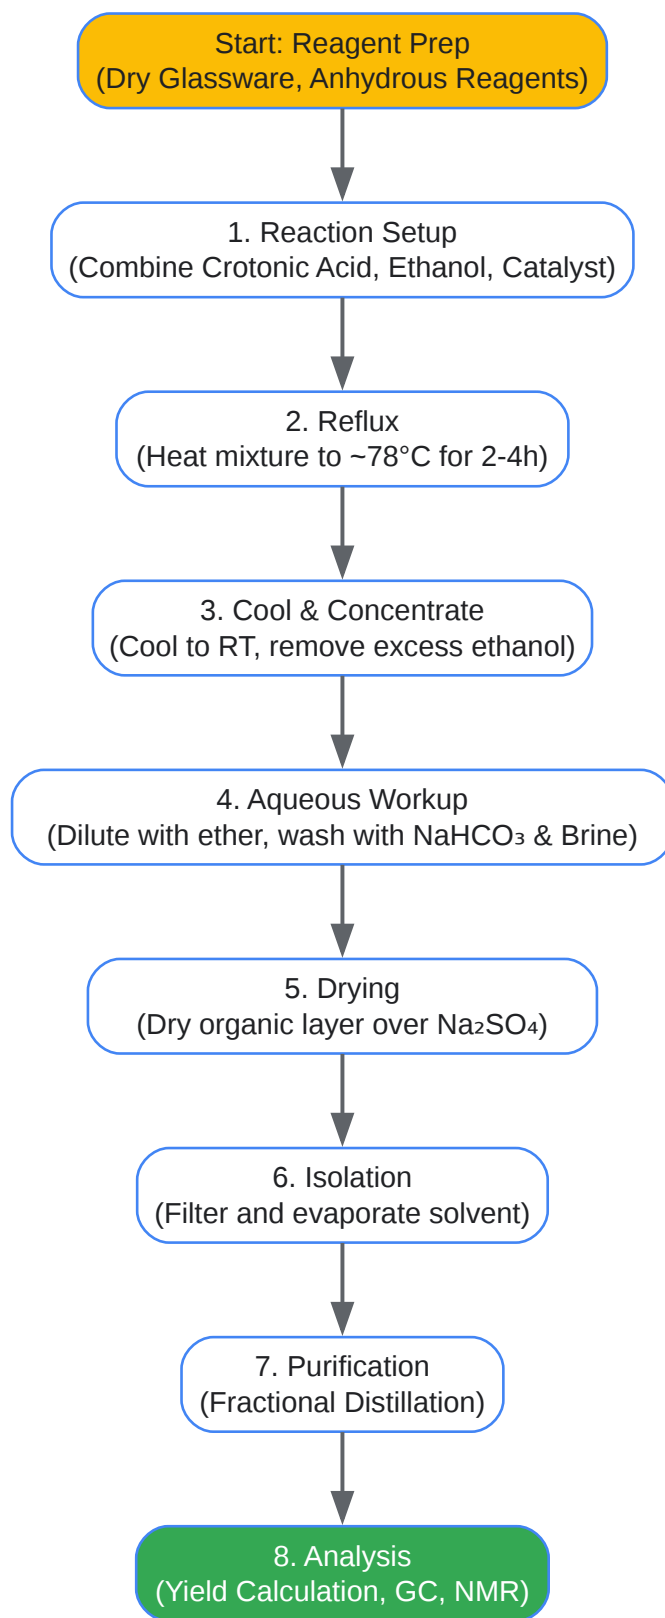 Start: Reagent Prep
(Dry Glassware, Anhydrous Reagents)
1. Reaction Setup
(Combine Crotonic Acid, Ethanol, Catalyst)
2. Reflux
(Heat mixture to ~78°C for 2-4h)
3. Cool & Concentrate
(Cool to RT, remove excess ethanol)
4. Aqueous Workup
(Dilute with ether, wash with NaHCO₃ & Brine)
5. Drying
(Dry organic layer over Na₂SO₄)
6. Isolation
(Filter and evaporate solvent)
7. Purification
(Fractional Distillation)
8. Analysis
(Yield Calculation, GC, NMR)